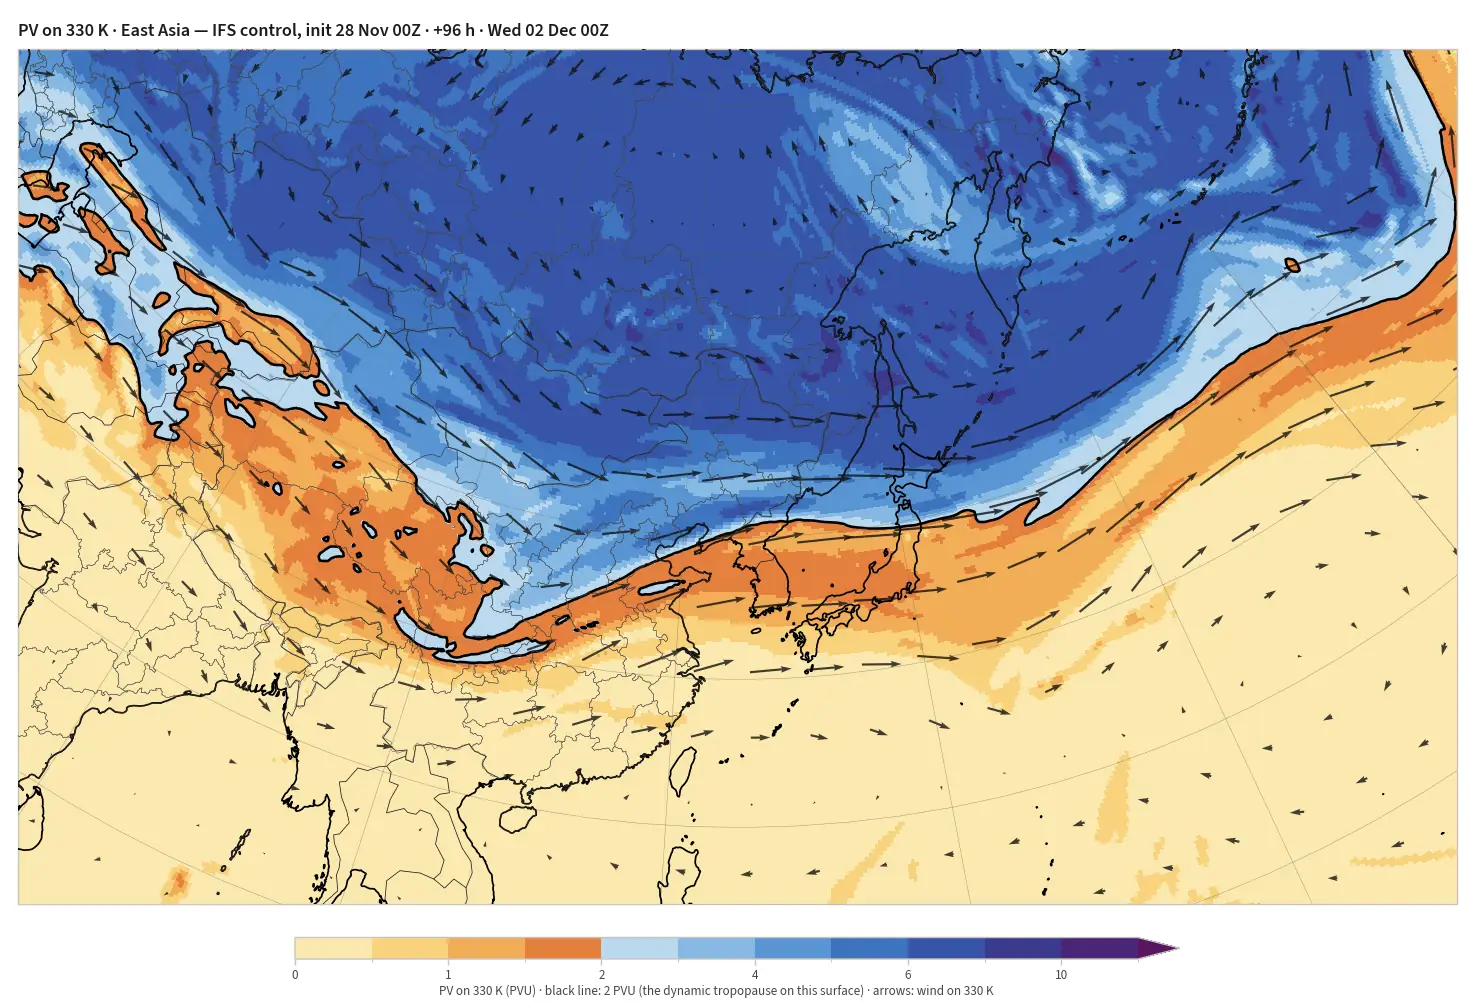 PV on 330 K · East Asia — IFS control, init 28 Nov 00Z · +96 h · Wed 02 Dec 00Z
0 1 2 4 6 10
PV on 330 K (PVU) · black line: 2 PVU (the dynamic tropopause on this surface) · arrows: wind on 330 K